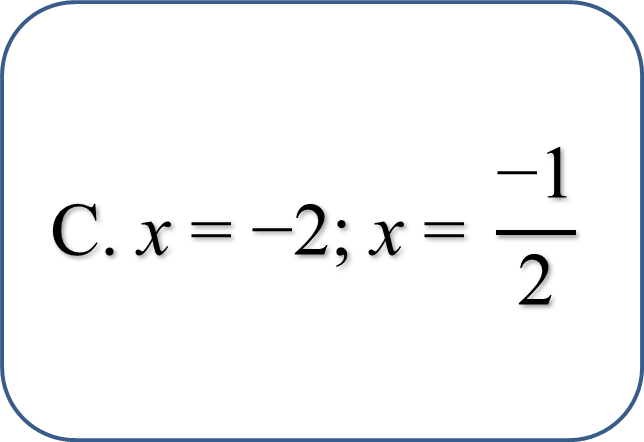 C. x = −2; x = −1/2